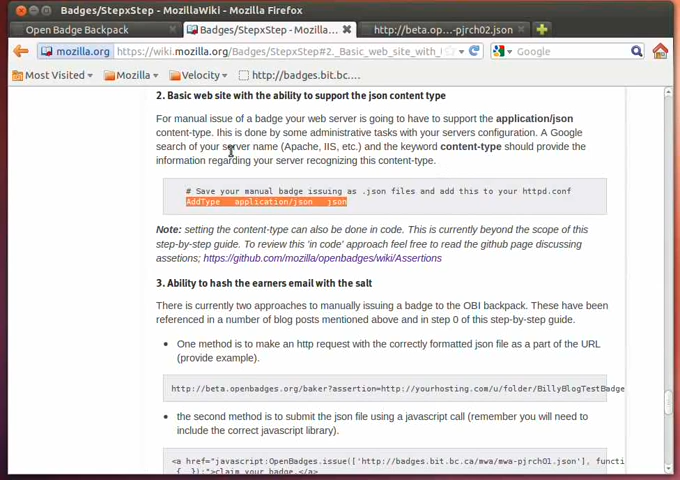 Badges/StepxStep - MozillaWiki - Mozilla Firefox
Open Badge Backpack
Badges/StepxStep - Mozilla...
http://beta.op...-pjrch02.json
mozilla.org
https://wiki.mozilla.org/Badges/StepxStep#2._Basic_web_site_with_
Google
Most Visited
Mozilla
Velocity
http://badges.bit.bc....
2. Basic web site with the ability to support the json content type
For manual issue of a badge your web server is going to have to support the application/json
content-type. This is done by some administrative tasks with your servers configuration. A Google
search of your server name (Apache, IIS, etc.) and the keyword content-type should provide the
information regarding your server recognizing this content-type.
# Save your manual badge issuing as .json files and add this to your httpd.conf
AddType application/json json
Note: setting the content-type can also be done in code. This is currently beyond the scope of this
step-by-step guide. To review this 'in code' approach feel free to read the github page discussing
assetions; https://github.com/mozilla/openbadges/wiki/Assertions
3. Ability to hash the earners email with the salt
There is currently two approaches to manually issuing a badge to the OBI backpack. These have been
referenced in a number of blog posts mentioned above and in step 0 of this step-by-step guide.
One method is to make an http request with the correctly formatted json file as a part of the URL
(provide example).
http://beta.openbadges.org/baker?assertion=http://yourhosting.com/u/folder/BillyBlogTestBadge
the second method is to submit the json file using a javascript call (remember you will need to
include the correct javascript library).
<a href="javascript:OpenBadges.issue(['http://badges.bit.bc.ca/mwa/mwa-pjrch01.json'], functi
{ });">claim your badge.</a>